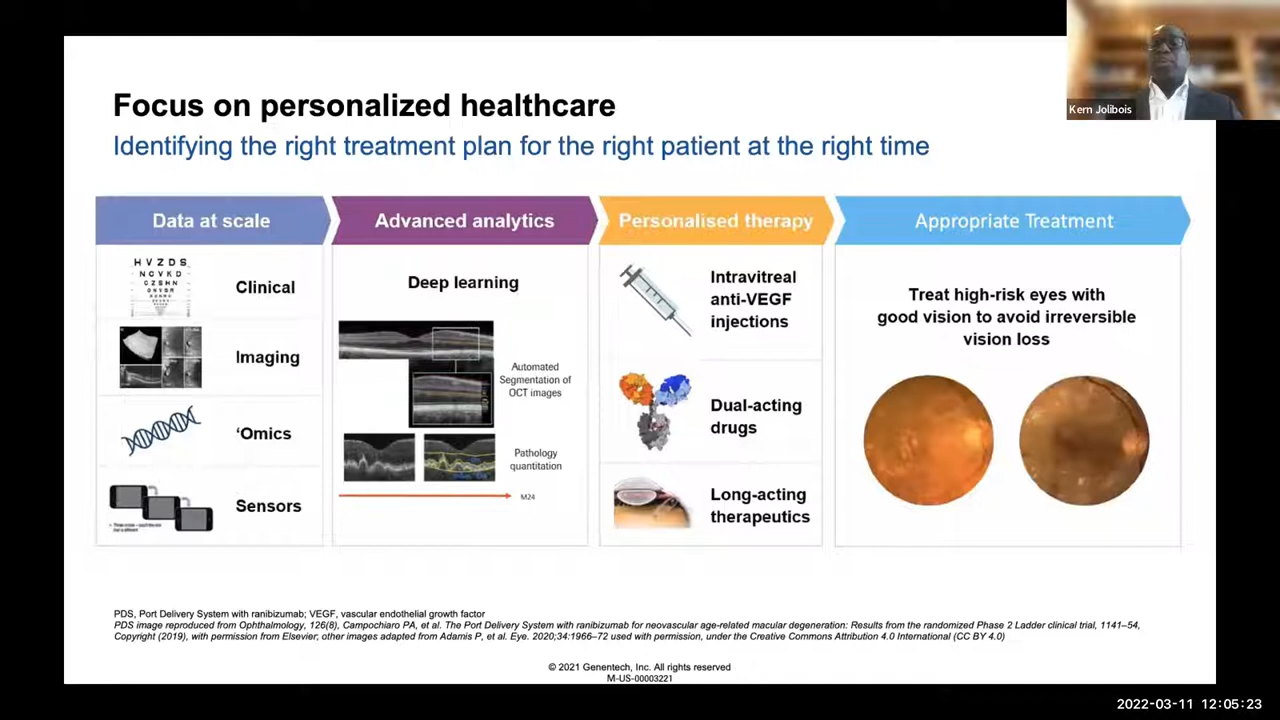 Kern Jolibois
Focus on personalized healthcare
Identifying the right treatment plan for the right patient at the right time
Data at scale
Advanced analytics
Personalised therapy
Appropriate Treatment
H V Z D S
N C V K D
C Z S H N
O N V S R
Clinical
Imaging
‘Omics
Sensors
Deep learning
Automated
Segmentation of
OCT images
Pathology
quantitation
M24
Intravitreal
anti-VEGF
injections
Dual-acting
drugs
Long-acting
therapeutics
Treat high-risk eyes with
good vision to avoid irreversible
vision loss
PDS, Port Delivery System with ranibizumab; VEGF, vascular endothelial growth factor
PDS image reproduced from Ophthalmology, 126(8), Campochiaro PA, et al. The Port Delivery System with ranibizumab for neovascular age-related macular degeneration: Results from the randomized Phase 2 Ladder clinical trial, 1141–54,
Copyright (2019), with permission from Elsevier; other images adapted from Adamis P, et al. Eye. 2020;34:1966–72 used with permission, under the Creative Commons Attribution 4.0 International (CC BY 4.0)
© 2021 Genentech, Inc. All rights reserved
M-US-00003221
2022-03-11 12:05:23